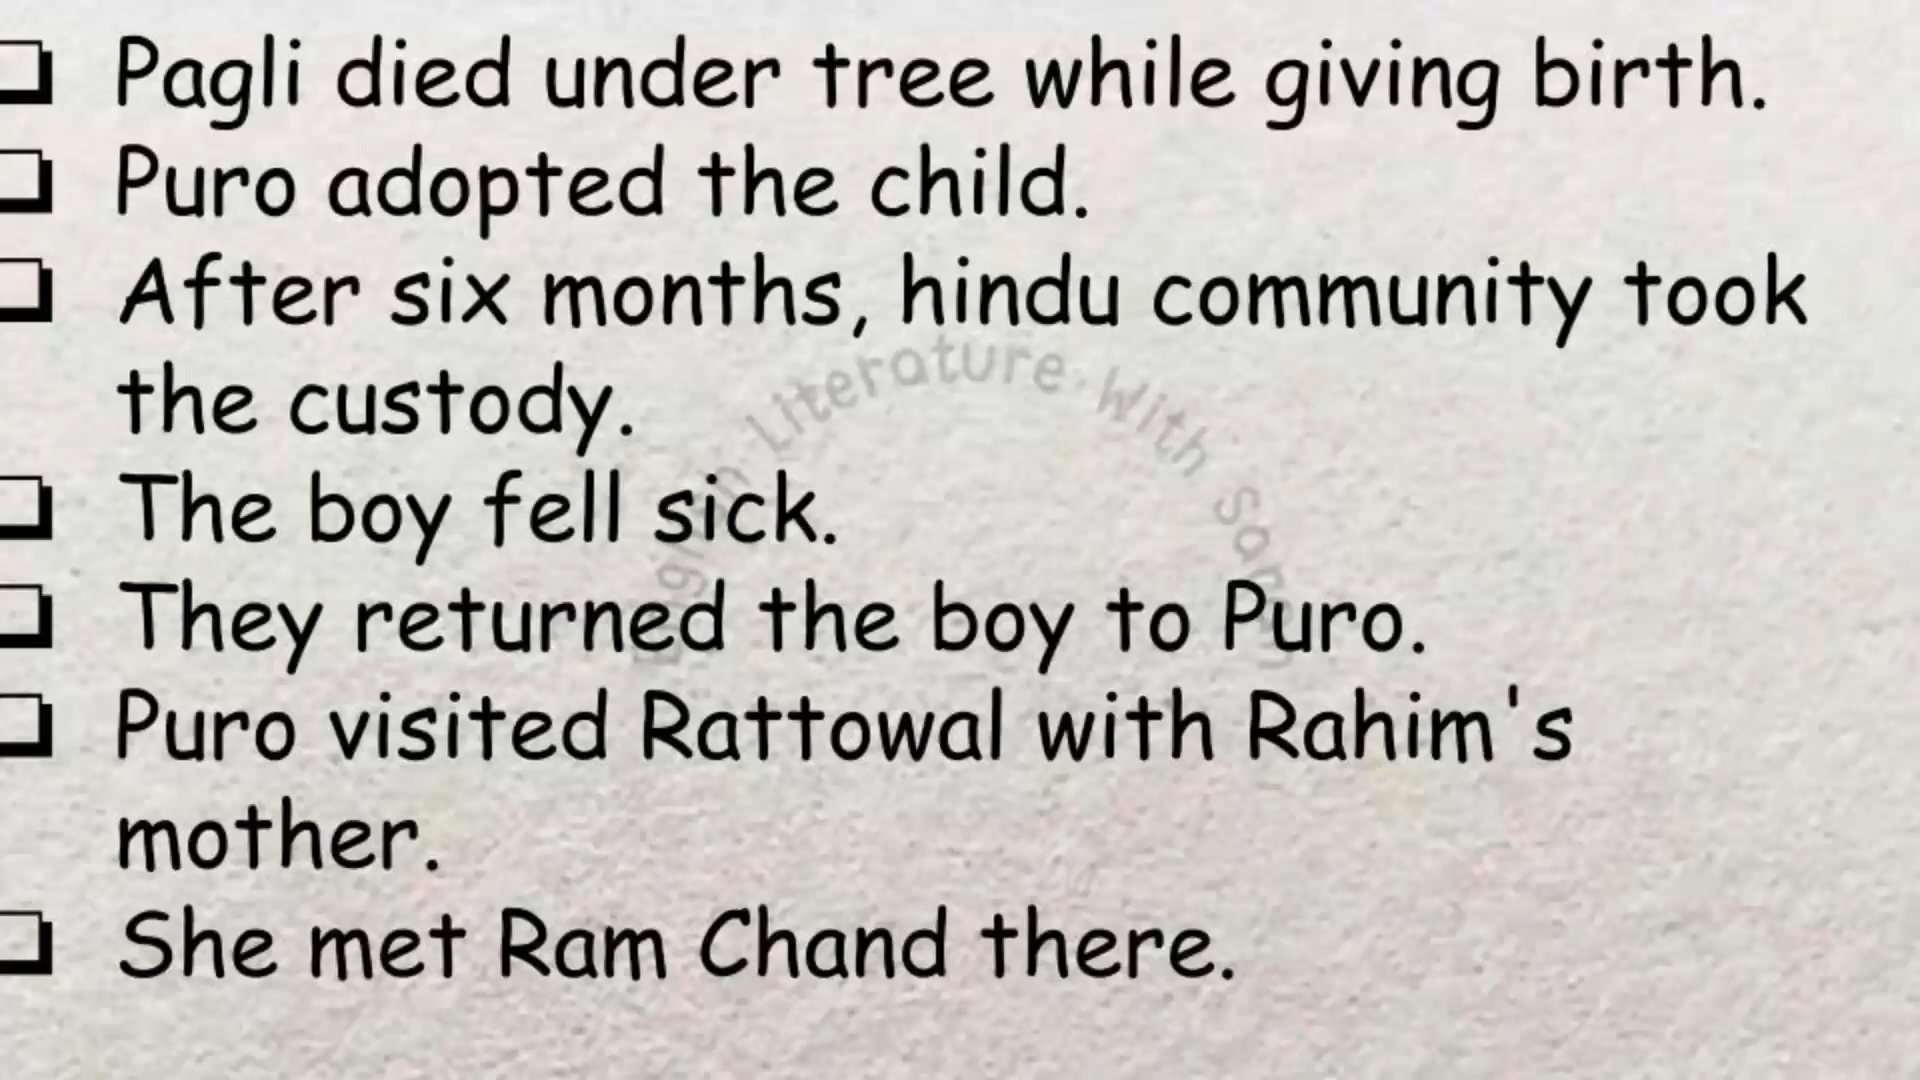 Pagli died under tree while giving birth.
Puro adopted the child.
After six months, hindu community took
the custody.
The boy fell sick.
They returned the boy to Puro.
Puro visited Rattowal with Rahim's
mother.
She met Ram Chand there.
Literature With